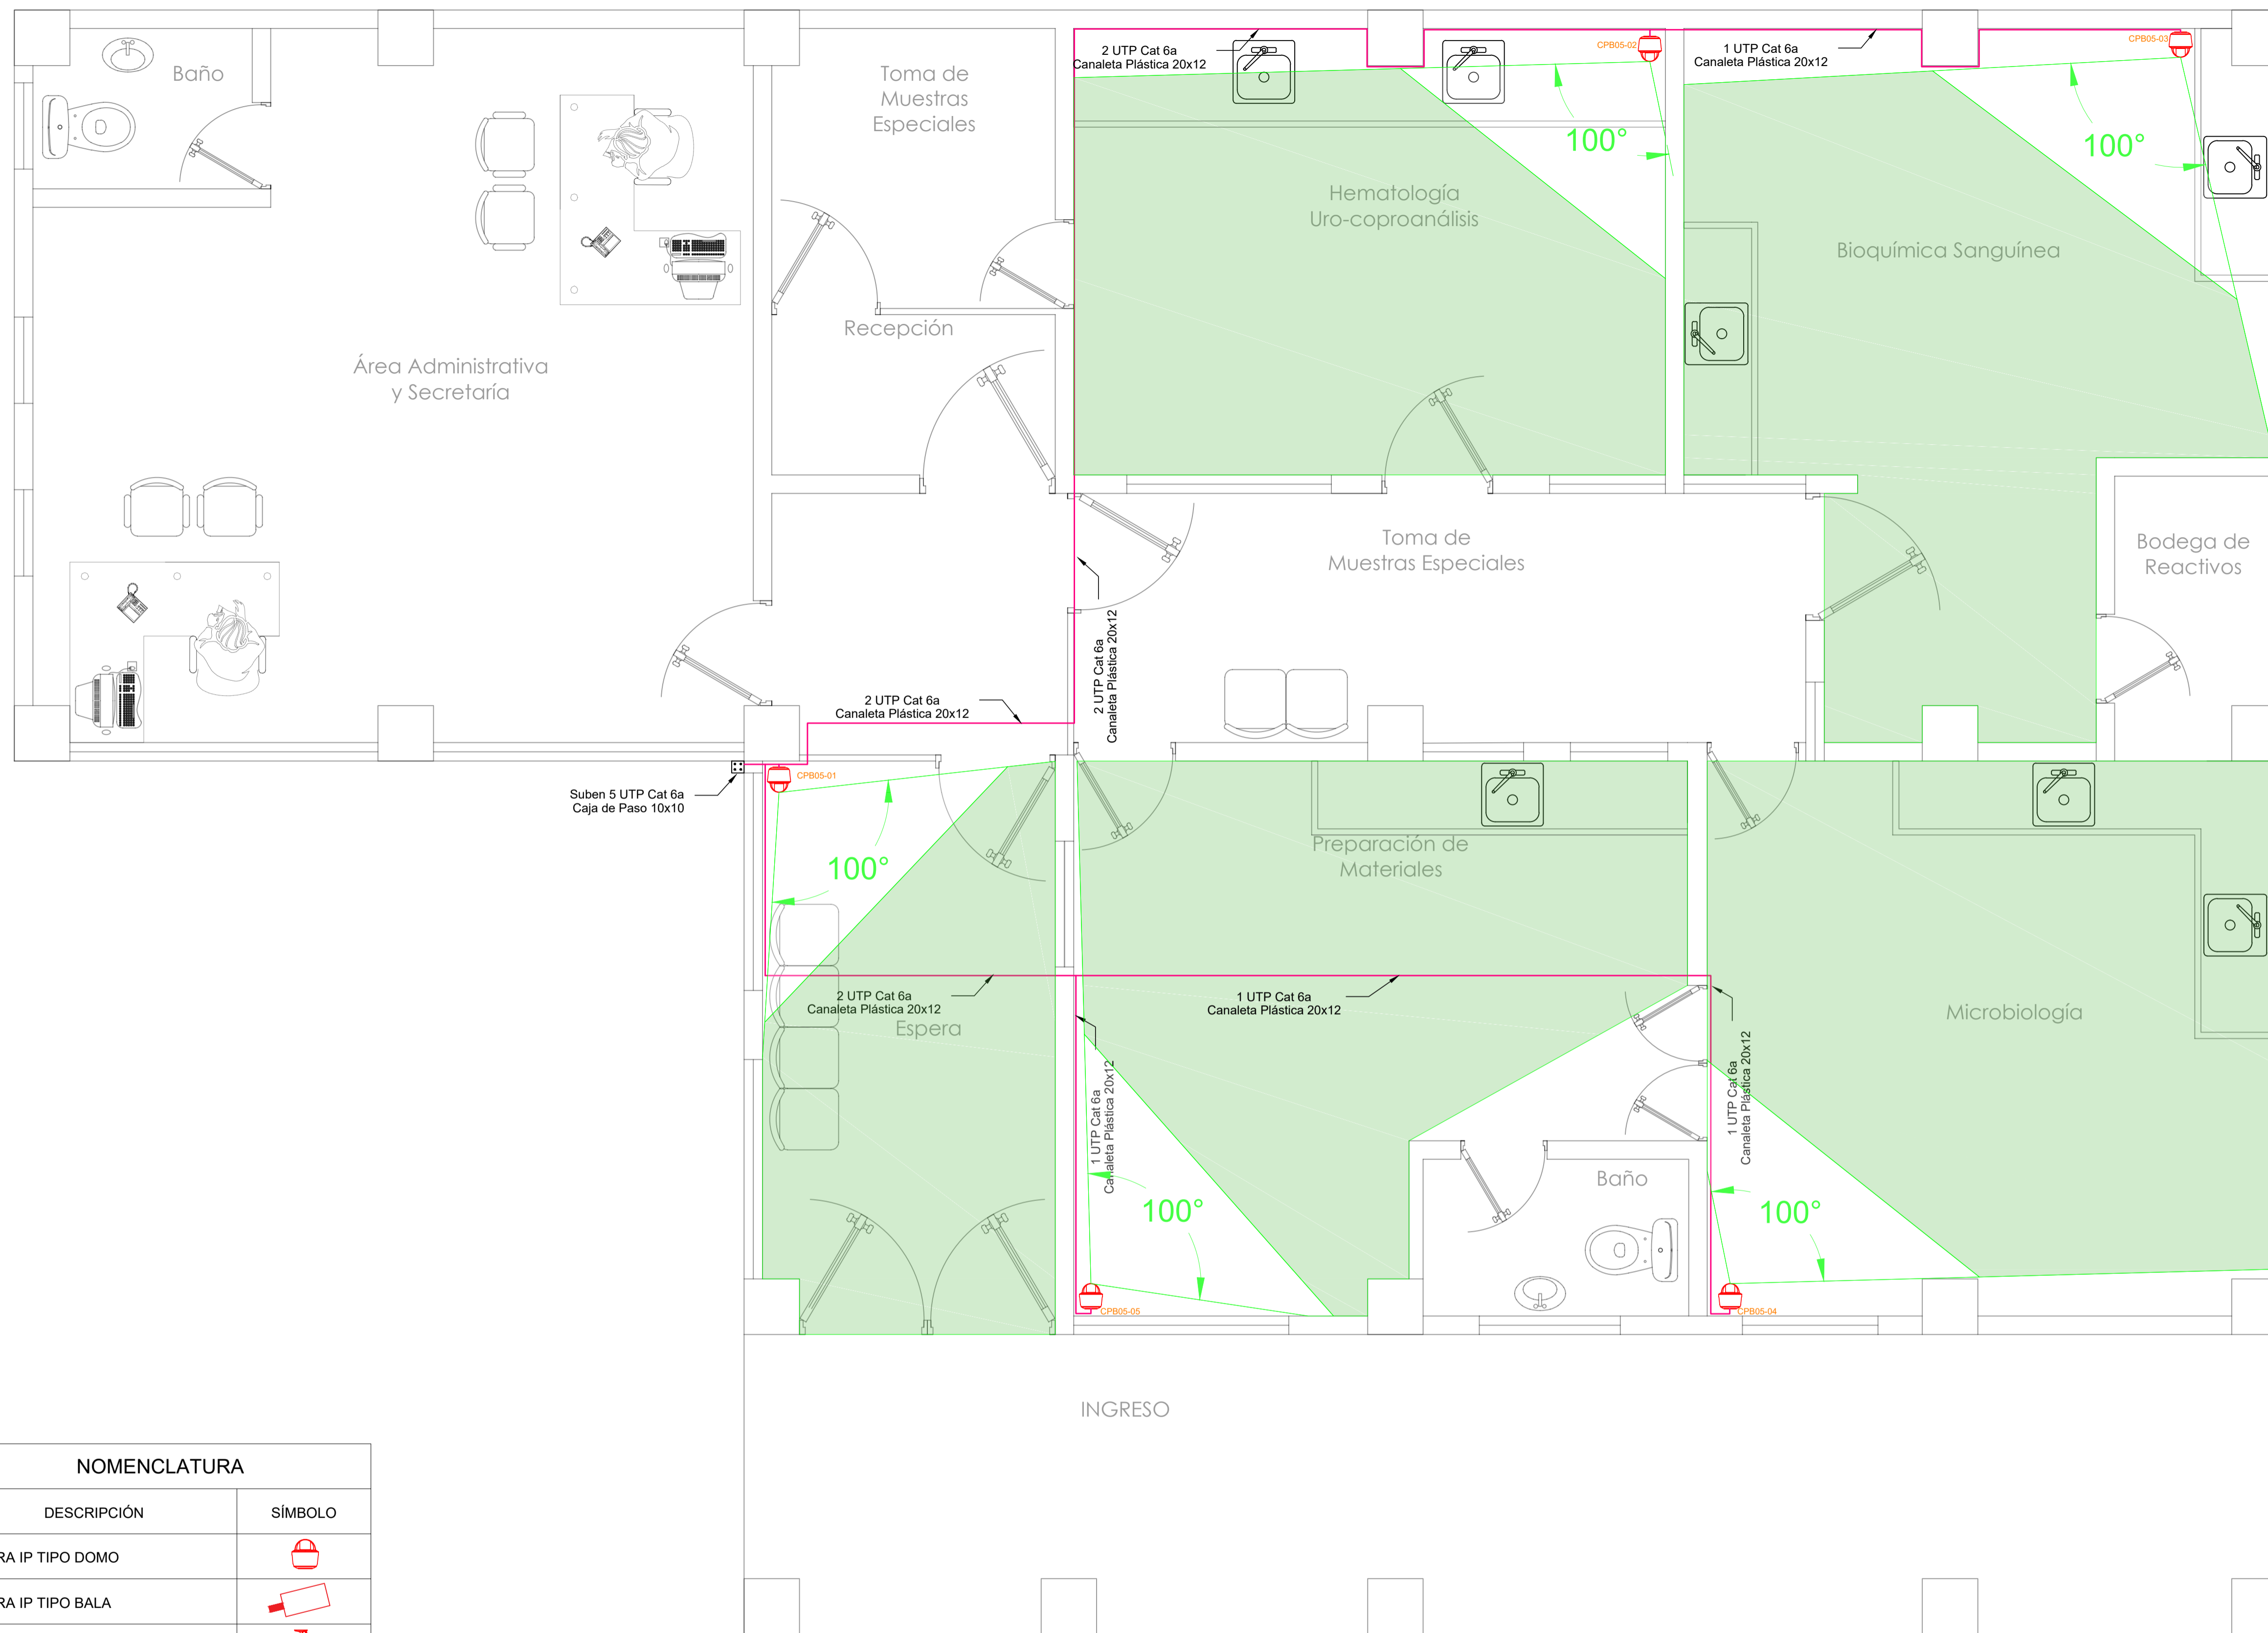 2 UTP Cat 6a
Canaleta Plástica 20x12
CPB05-02
1 UTP Cat 6a
Canaleta Plástica 20x12
CPB05-03
Baño
Toma de
Muestras
Especiales
100°
100°
Hematología
Uro-coproanálisis
Bioquímica Sanguínea
Recepción
Área Administrativa
y Secretaría
Toma de
Muestras Especiales
Bodega de
Reactivos
2 UTP Cat 6a
Canaleta Plástica 20x12
2 UTP Cat 6a
Canaleta Plástica 20x12
CPB05-01
Suben 5 UTP Cat 6a
Caja de Paso 10x10
100°
Preparación de
Materiales
2 UTP Cat 6a
Canaleta Plástica 20x12
Espera
1 UTP Cat 6a
Canaleta Plástica 20x12
Microbiología
1 UTP Cat 6a
Canaleta Plástica 20x12
1 UTP Cat 6a
Canaleta Plástica 20x12
Baño
100°
100°
CPB05-05
CPB05-04
INGRESO
NOMENCLATURA
DESCRIPCIÓN
SÍMBOLO
RA IP TIPO DOMO
RA IP TIPO BALA